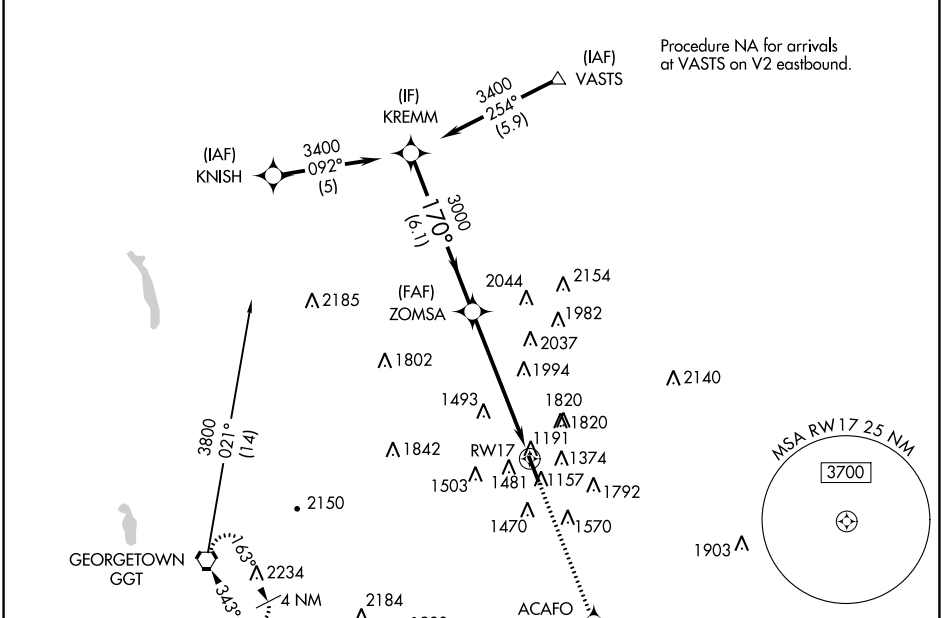 Procedure NA for arrivals
at VASTS on V2 eastbound.
(IAF)
VASTS
3400
254°
(5.9)
(IF)
KREMM
(IAF)
KNISH
3400
092°
(5)
3000
170°
(6.1)
(FAF)
ZOMSA
2044
2154
2185
1982
2037
1802
1994
2140
1493
1820
1820
3800
021°
(14)
1842
RW17
1191
1374
1503
1481
1157
1792
MSA RW17 25 NM
3700
2150
1470
1570
1903
GEORGETOWN
GGT
163°
2234
343°
4 NM
2184
ACAFO